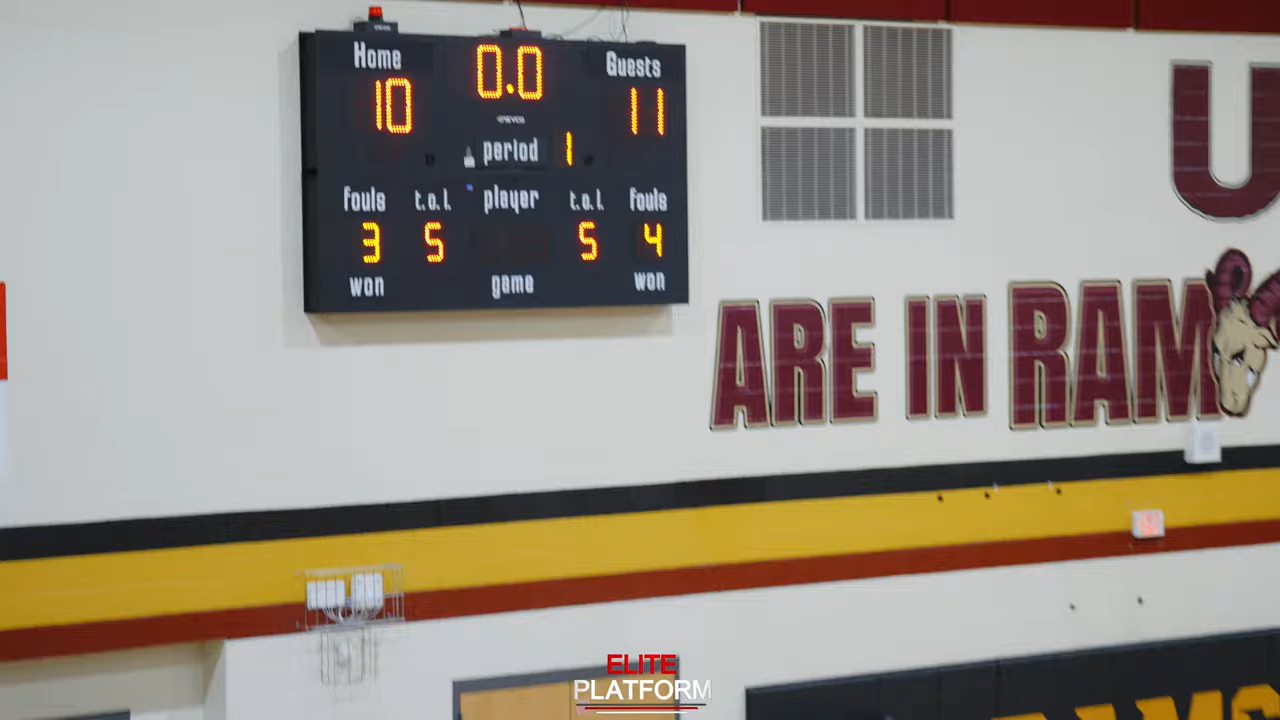 Home 0.0 Guests
10 11
period 1
fouls t.o.l player t.o.l fouls
3 5 5 4
won game won
U
ARE IN RAM
RAMS
ELITE
PLATFORM